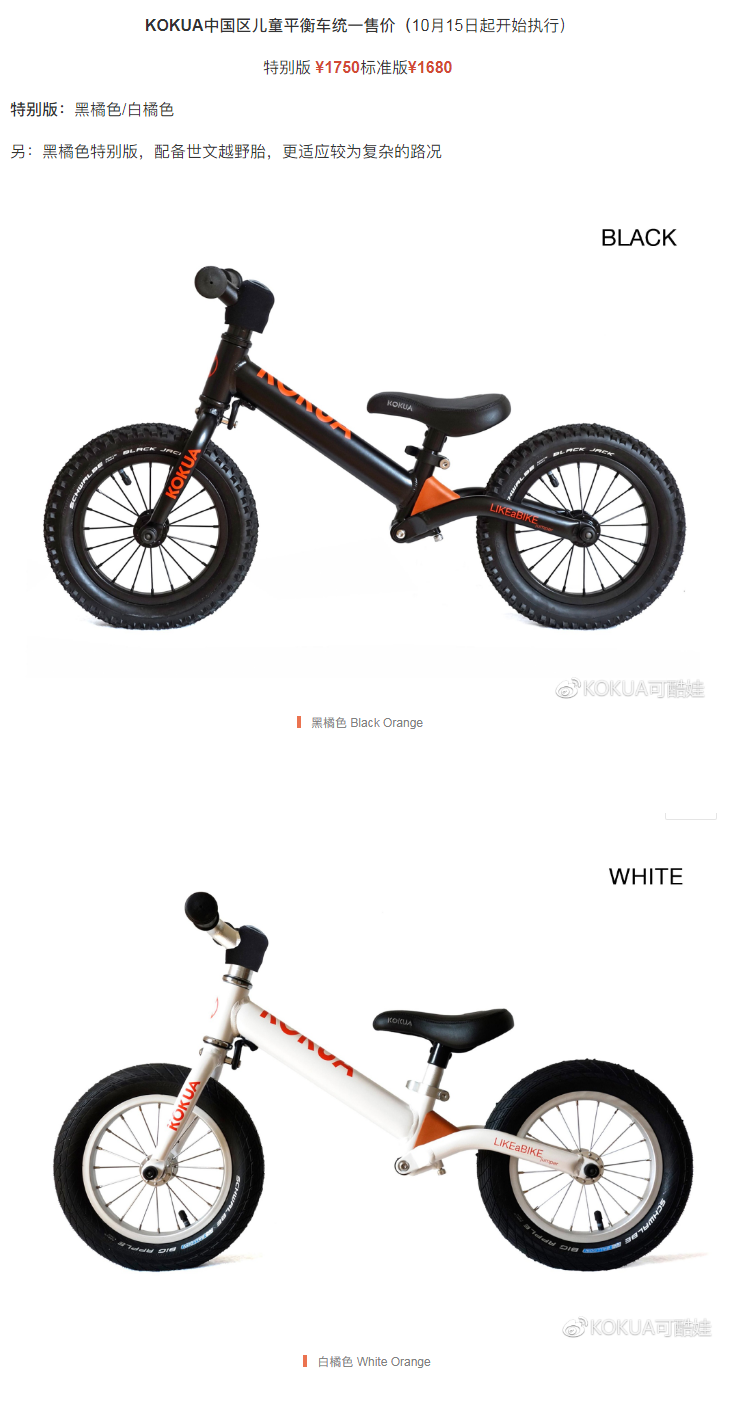 KOKUA中国区儿童平衡车统一售价（10月15日起开始执行）
特别版 ¥1750标准版¥1680
特别版：黑橘色/白橘色
另：黑橘色特别版，配备世文越野胎，更适应较为复杂的路况
BLACK
KOKUA
KOKUA
KOKUA
SCHWALBE BLACK JACK
SCHWALBE BLACK JACK
LIKEaBIKE
jumper
KOKUA可酷娃
黑橘色 Black Orange
WHITE
KOKUA
KOKUA
KOKUA
LIKEaBIKE
jumper
SCHWALBE BIG APPLE
SCHWALBE BIG APPLE
KOKUA可酷娃
白橘色 White Orange